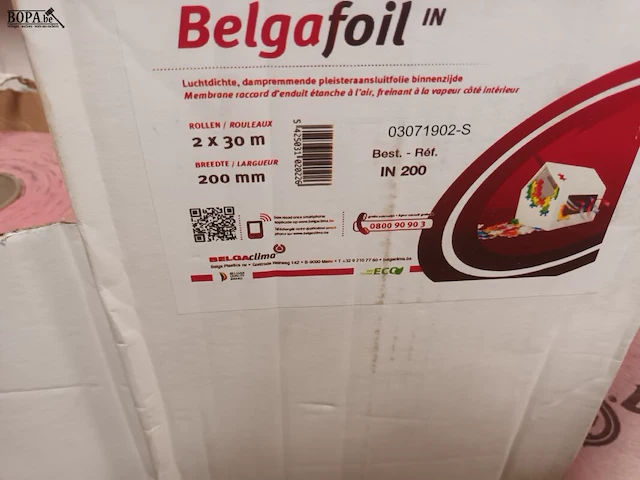 BOPA.be
Belgafoil IN
Luchtdichte, dampremmende pleisteraansluitfolie binnenzijde
Membrane raccord d'enduit étanche à l'air, freinant à la vapeur côté intérieur
ROLLEN / ROULEAUX
2 x 30 m
BREEDTE / LARGEUR
200 mm
03071902-S
Best. - Réf.
IN 200
0800 90 90 3
BELGAclima
ECO